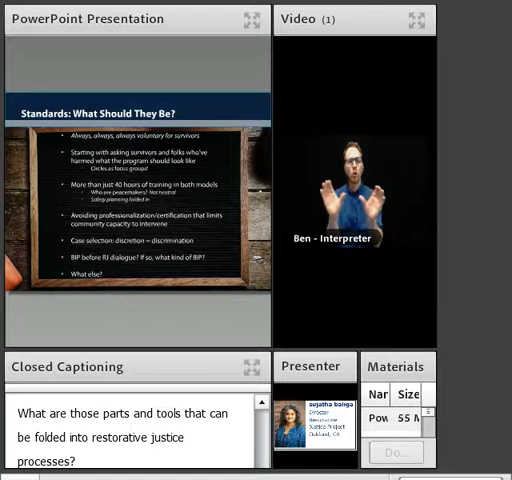 PowerPoint Presentation
Video (1)
Standards: What Should They Be?
Always, always, always voluntary for survivors
Starting with asking survivors and folks who've
harmed what the program should look like
Circles as focus groups!
More than just 40 hours of training in both models
Who are peacemakers? Not neutral
Safety planning folded in
Avoiding professionalization/certification that limits
community capacity to intervene
Case selection: discretion = discrimination
BIP before RJ dialogue? If so, what kind of BIP?
What else?
Ben - Interpreter
Closed Captioning
What are those parts and tools that can
be folded into restorative justice
processes?
Presenter
sujatha baliga
Director
Restorative
Justice Project
Oakland, CA
Materials
Nar Size
Pow 55 M
Do...